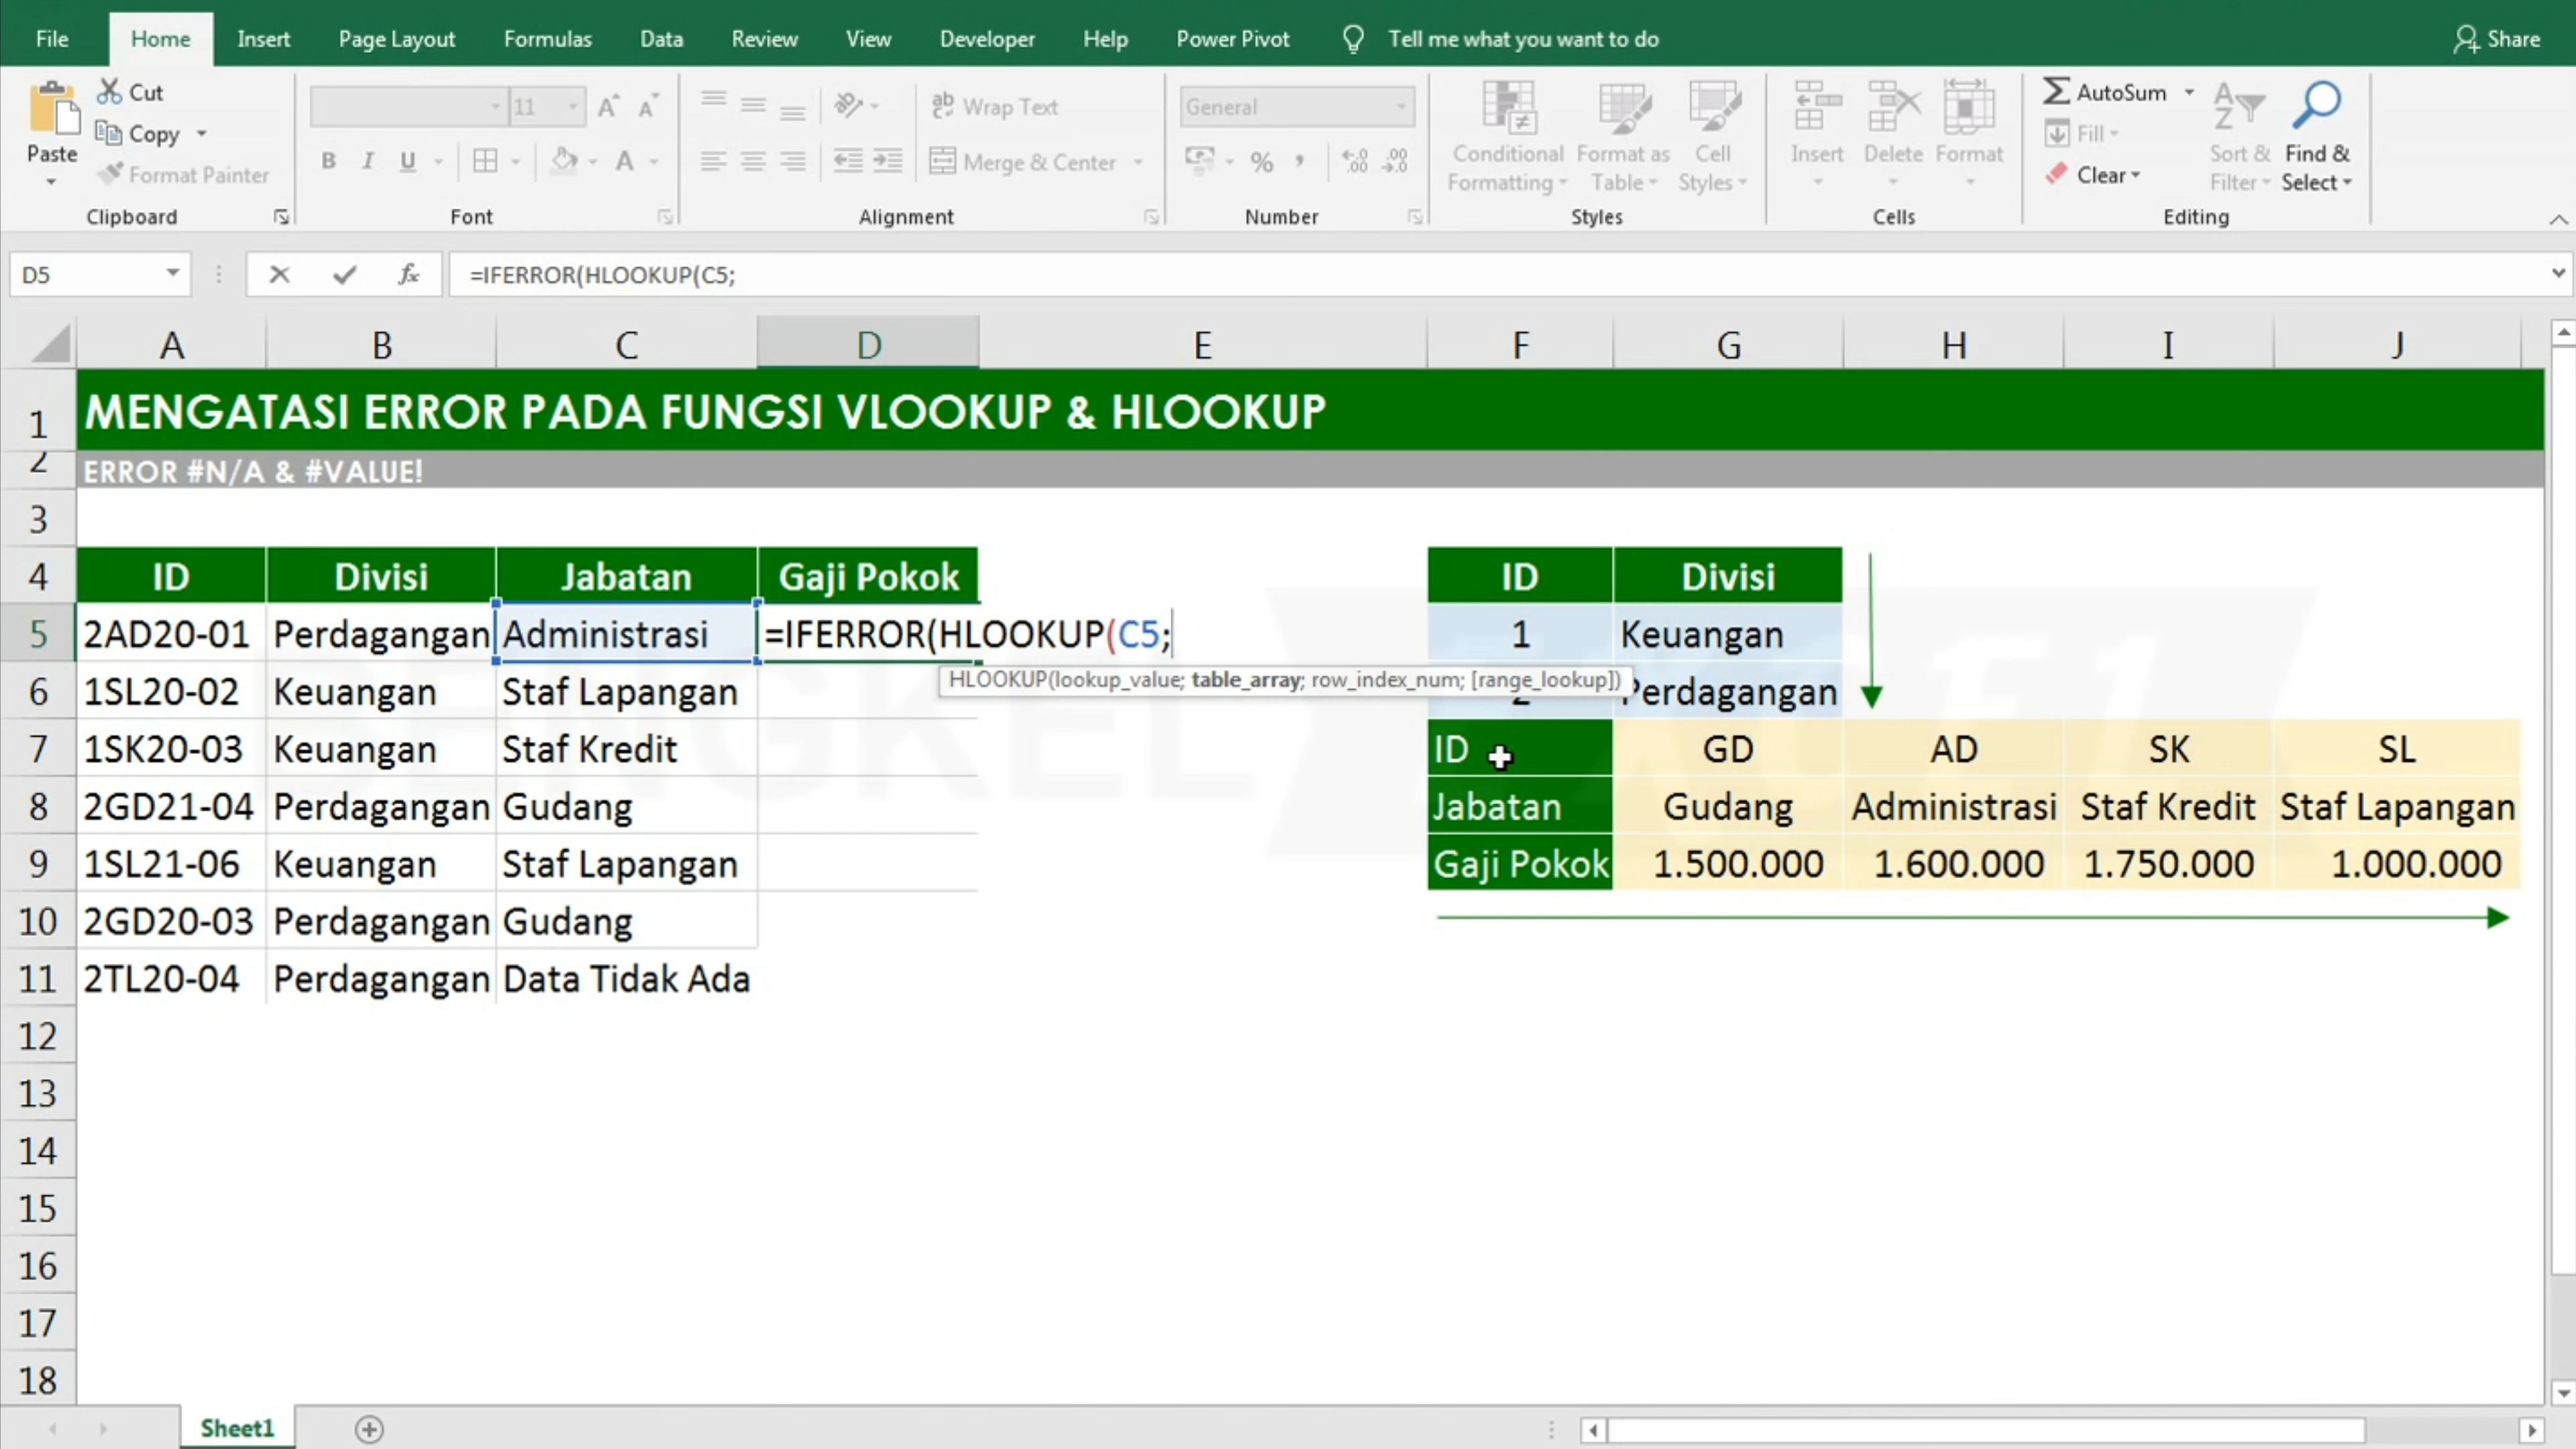 File Home Insert Page Layout Formulas Data Review View Developer Help Power Pivot Tell me what you want to do Share
Cut
Copy
Format Painter
Paste
Clipboard
11 A A
B I U A
Font
Wrap Text
Merge & Center
Alignment
General
% , .00
Number
Conditional Formatting
Format as Table
Cell Styles
Styles
Insert Delete Format
Cells
AutoSum
Fill
Clear
Sort & Filter
Find & Select
Editing
D5 fx =IFERROR(HLOOKUP(C5;
A B C D E F G H I J
1 MENGATASI ERROR PADA FUNGSI VLOOKUP & HLOOKUP
2 ERROR #N/A & #VALUE!
3
4 ID Divisi Jabatan Gaji Pokok ID Divisi
5 2AD20-01 Perdagangan Administrasi =IFERROR(HLOOKUP(C5; 1 Keuangan
HLOOKUP(lookup_value; table_array; row_index_num; [range_lookup])
6 1SL20-02 Keuangan Staf Lapangan 2 Perdagangan
7 1SK20-03 Keuangan Staf Kredit ID GD AD SK SL
8 2GD21-04 Perdagangan Gudang Jabatan Gudang Administrasi Staf Kredit Staf Lapangan
9 1SL21-06 Keuangan Staf Lapangan Gaji Pokok 1.500.000 1.600.000 1.750.000 1.000.000
10 2GD20-03 Perdagangan Gudang
11 2TL20-04 Perdagangan Data Tidak Ada
12
13
14
15
16
17
18
Sheet1